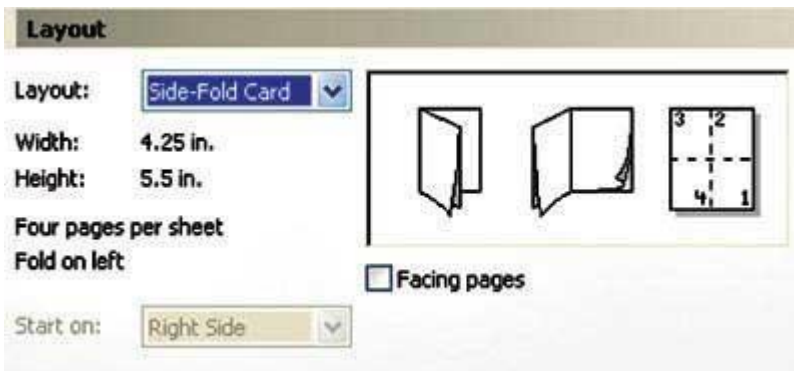 Layout
Layout: Side-Fold Card
Width: 4.25 in.
Height: 5.5 in.
Four pages per sheet
Fold on left
Start on: Right Side
3 2
4 1
Facing pages